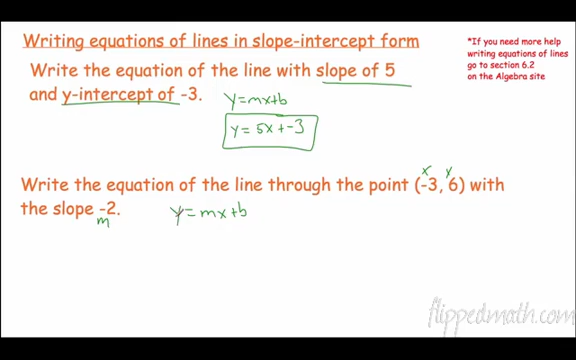 Writing equations of lines in slope-intercept form
*If you need more help
writing equations of lines
go to section 6.2
on the Algebra site
Write the equation of the line with slope of 5
and y-intercept of -3.
y=mx+b
y=5x+-3
Write the equation of the line through the point (-3, 6) with
x y
the slope -2.
m
y=mx+b
flippedmath.com